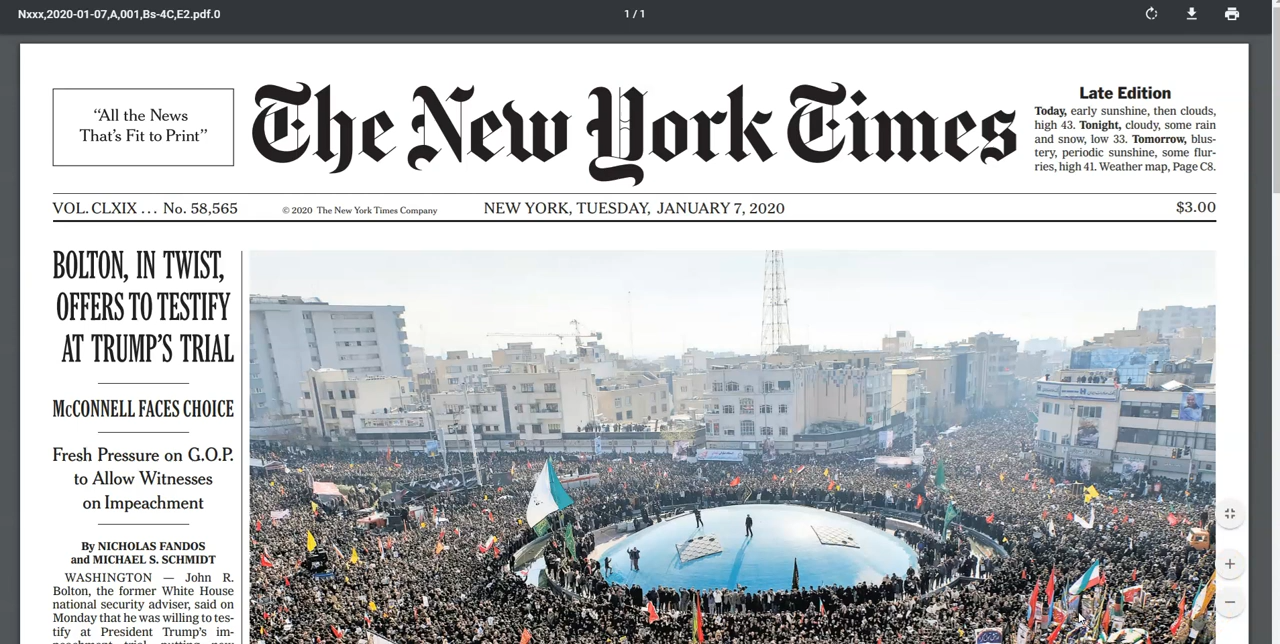 Nxxx,2020-01-07,A,001,Bs-4C,E2.pdf.0
1 / 1
“All the News
That’s Fit to Print”
The New York Times
Late Edition
Today, early sunshine, then clouds,
high 43. Tonight, cloudy, some rain
and snow, low 33. Tomorrow, blus-
tery, periodic sunshine, some flur-
ries, high 41. Weather map, Page C8.
VOL. CLXIX . . . No. 58,565
© 2020 The New York Times Company
NEW YORK, TUESDAY, JANUARY 7, 2020
$3.00
BOLTON, IN TWIST,
OFFERS TO TESTIFY
AT TRUMP’S TRIAL
McCONNELL FACES CHOICE
Fresh Pressure on G.O.P.
to Allow Witnesses
on Impeachment
By NICHOLAS FANDOS
and MICHAEL S. SCHMIDT
WASHINGTON — John R.
Bolton, the former White House
national security adviser, said on
Monday that he was willing to tes-
tify at President Trump’s im-
peachment trial, putting new